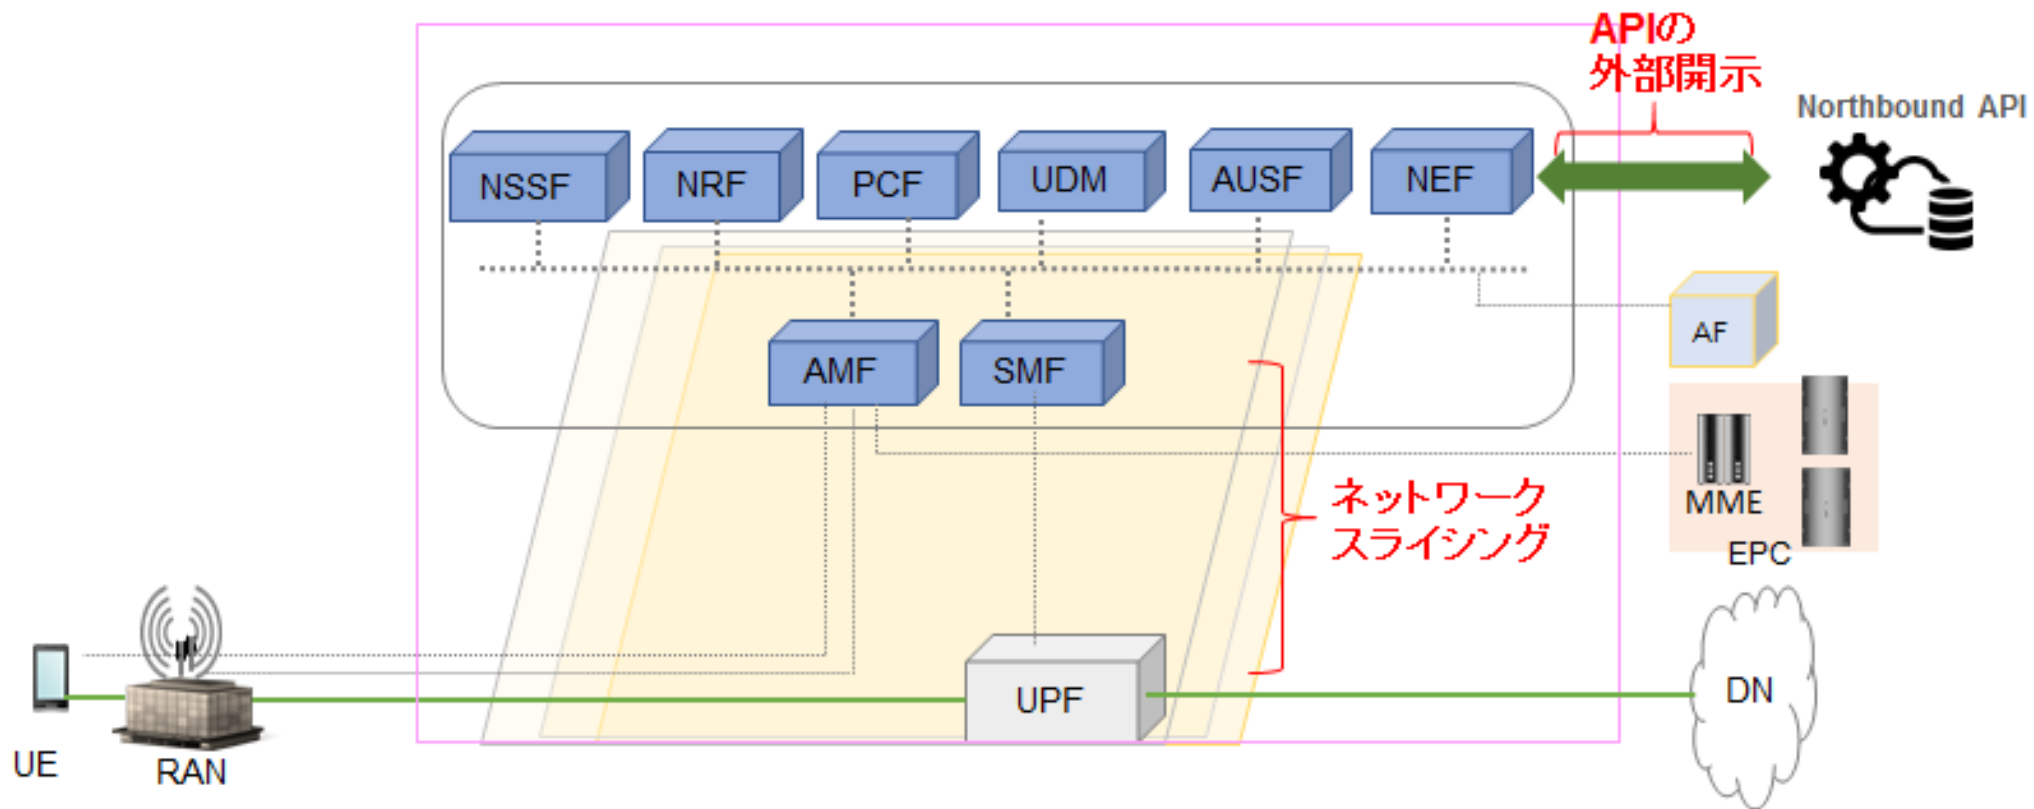 APIの
外部開示
Northbound API
NSSF
NRF
PCF
UDM
AUSF
NEF
AF
AMF
SMF
ネットワーク
スライシング
MME
EPC
UPF
DN
UE
RAN